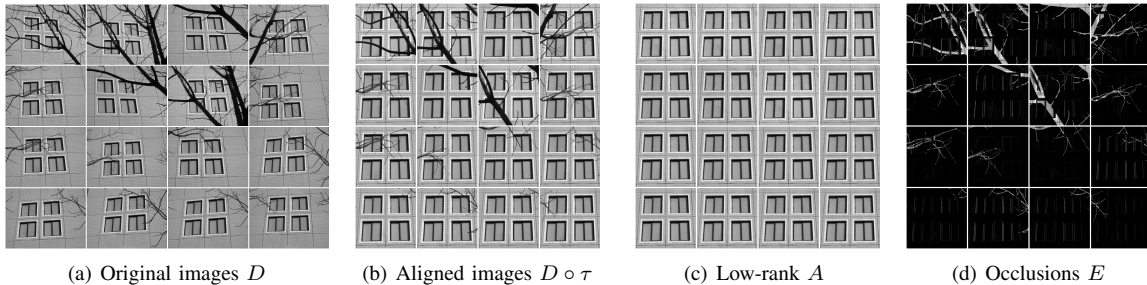 (a) Original images D
(b) Aligned images D ∘ τ
(c) Low-rank A
(d) Occlusions E